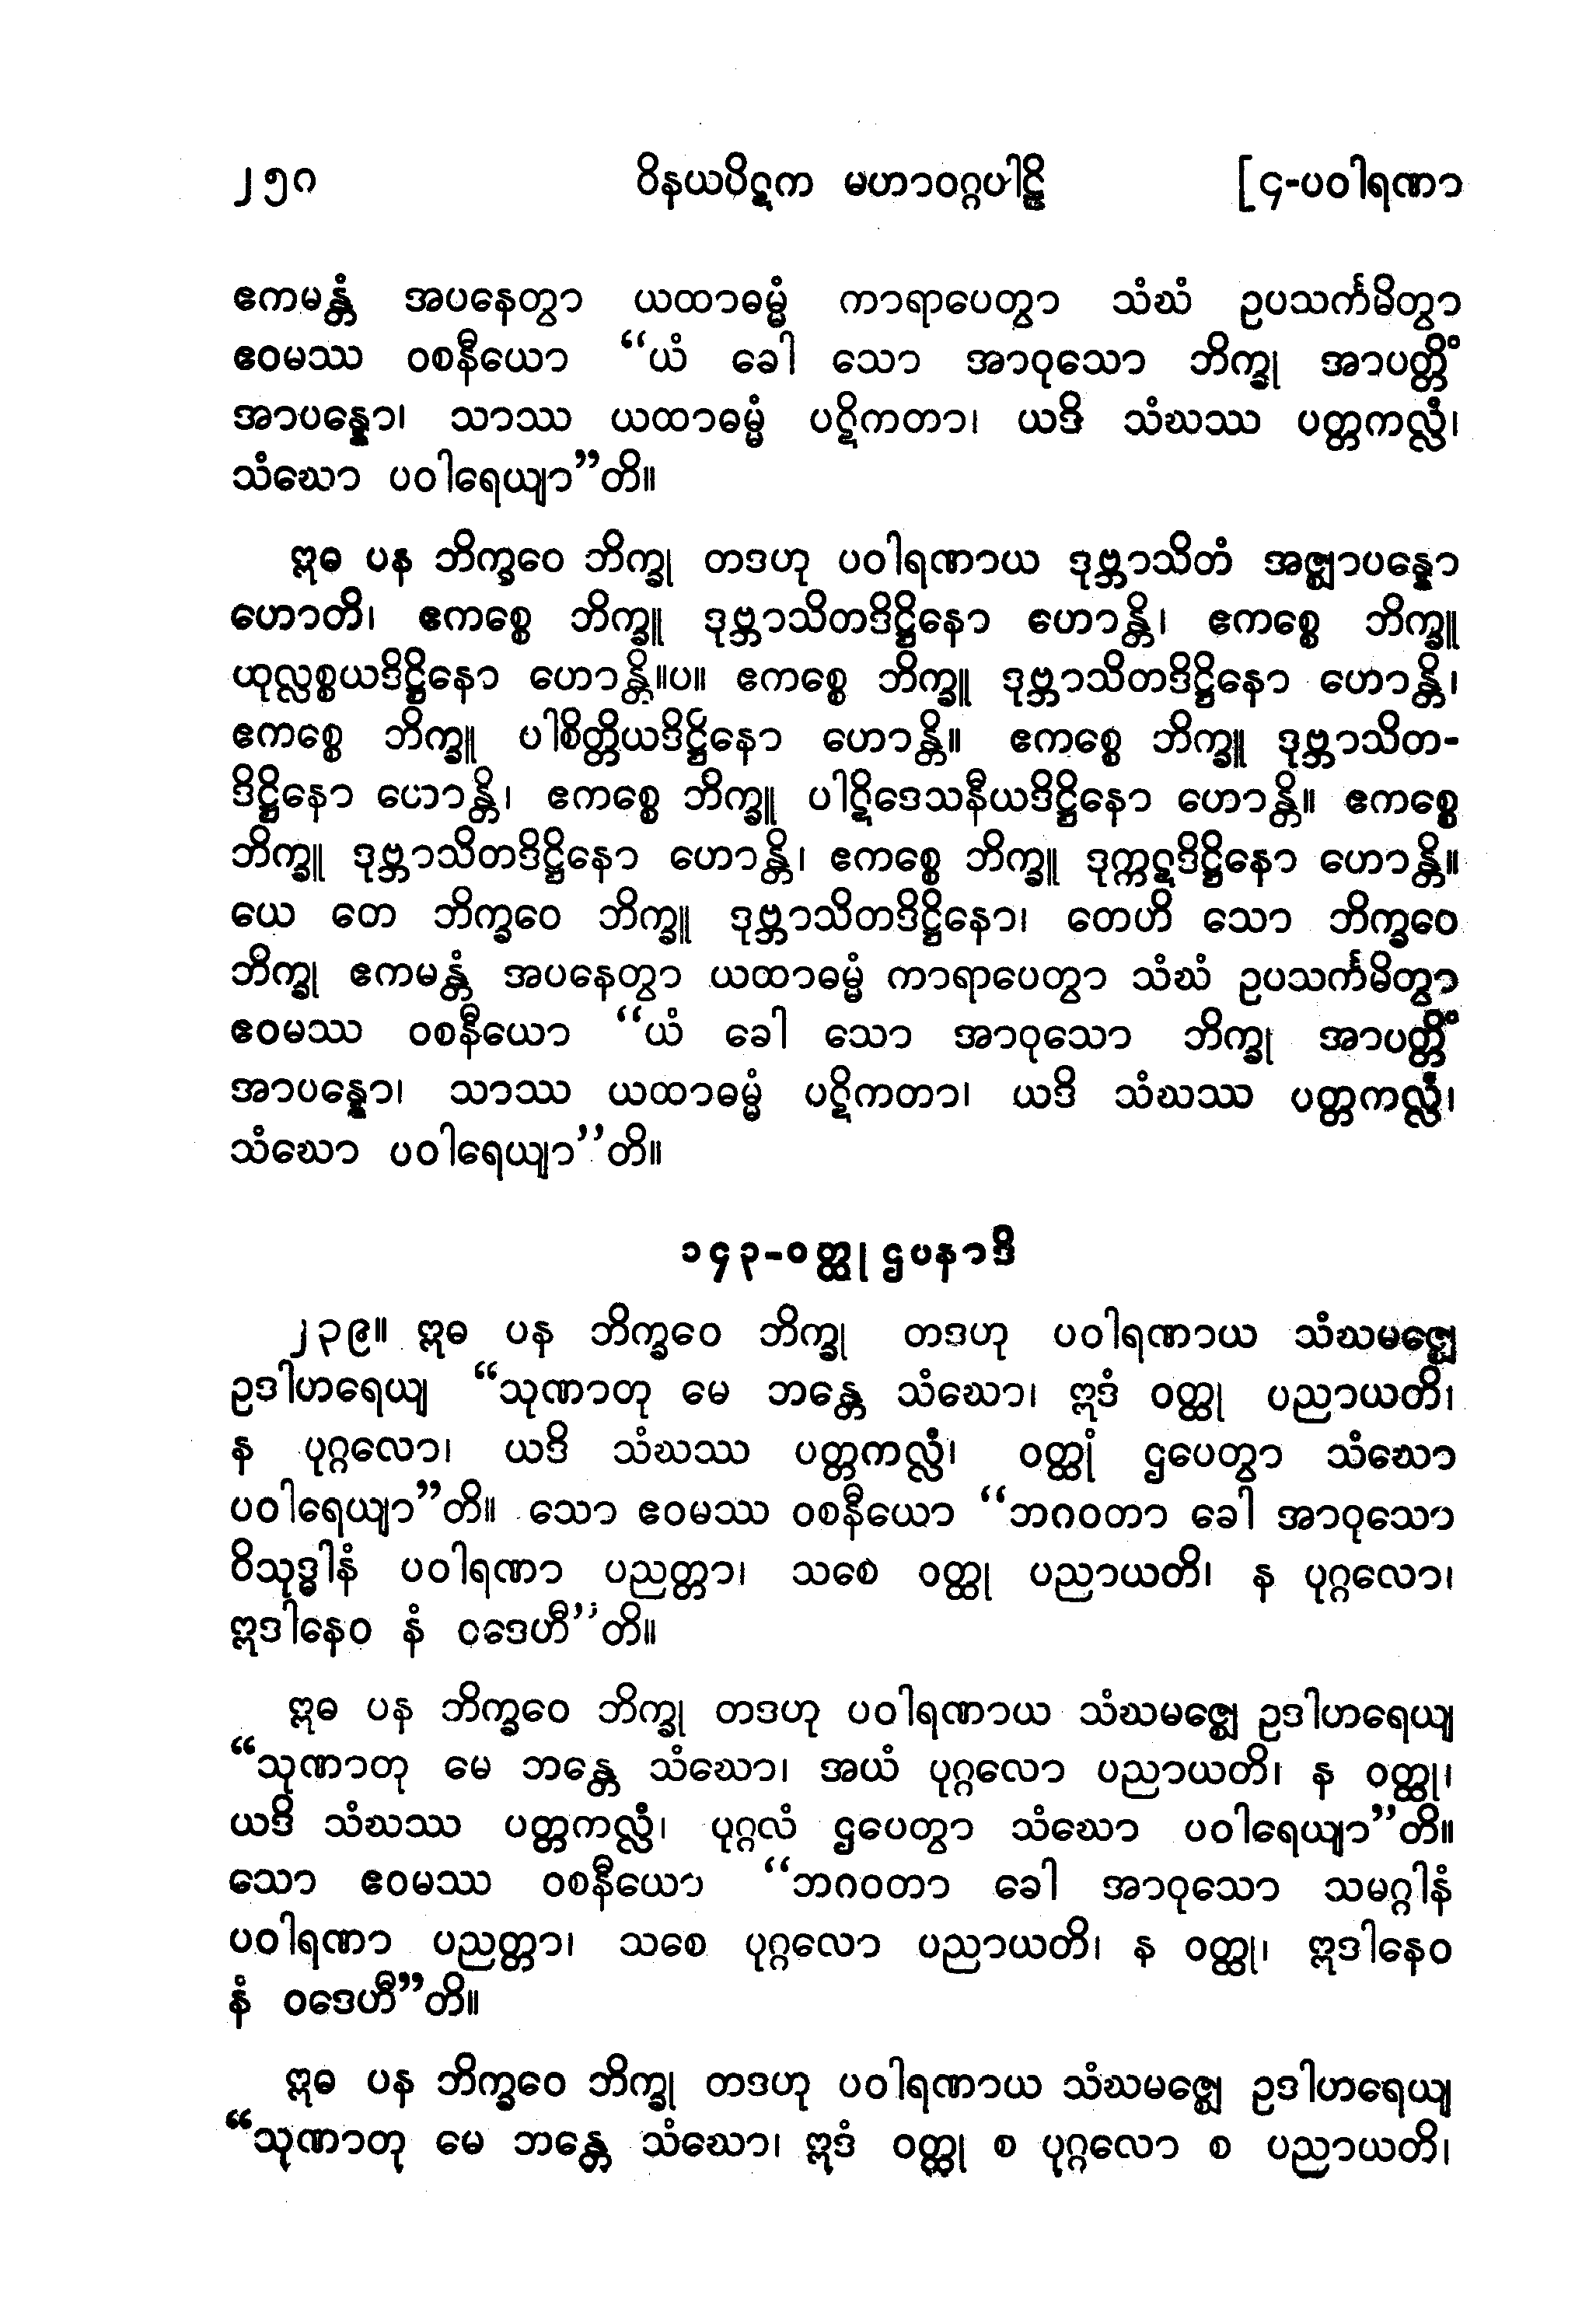 ၂၅၈ ဝိနယပိဋက မဟာဝဂ္ဂပါဠိ [၄-ပဝါရဏာ
ဧကမန္တံ အပနေတွာ ယထာဓမ္မံ ကာရာပေတွာ သံဃံ ဥပသင်္ကမိတွာ
ဧဝမဿ ဝစနီယော “ယံ ခေါ သော အာဝုသော ဘိက္ခု အာပတ္တိံ
အာပန္နော၊ သာဿ ယထာဓမ္မံ ပဋိကတာ၊ ယဒိ သံဃဿ ပတ္တကလ္လံ၊
သံဃော ပဝါရေယျာ”တိ။
ဣဓ ပန ဘိက္ခဝေ ဘိက္ခု တဒဟု ပဝါရဏာယ ဒုဗ္ဘာသိတံ အဇ္ဈာပန္နော
ဟောတိ၊ ဧကစ္စေ ဘိက္ခူ ဒုဗ္ဘာသိတဒိဋ္ဌိနော ဟောန္တိ၊ ဧကစ္စေ ဘိက္ခူ
ထုလ္လစ္စယဒိဋ္ဌိနော ဟောန္တိ။ပ။ ဧကစ္စေ ဘိက္ခူ ဒုဗ္ဘာသိတဒိဋ္ဌိနော ဟောန္တိ၊
ဧကစ္စေ ဘိက္ခူ ပါစိတ္တိယဒိဋ္ဌိနော ဟောန္တိ။ ဧကစ္စေ ဘိက္ခူ ဒုဗ္ဘာသိတ-
ဒိဋ္ဌိနော ဟောန္တိ၊ ဧကစ္စေ ဘိက္ခူ ပါဋိဒေသနီယဒိဋ္ဌိနော ဟောန္တိ။ ဧကစ္စေ
ဘိက္ခူ ဒုဗ္ဘာသိတဒိဋ္ဌိနော ဟောန္တိ၊ ဧကစ္စေ ဘိက္ခူ ဒုက္ကဋဒိဋ္ဌိနော ဟောန္တိ။
ယေ တေ ဘိက္ခဝေ ဘိက္ခူ ဒုဗ္ဘာသိတဒိဋ္ဌိနော၊ တေဟိ သော ဘိက္ခဝေ
ဘိက္ခု ဧကမန္တံ အပနေတွာ ယထာဓမ္မံ ကာရာပေတွာ သံဃံ ဥပသင်္ကမိတွာ
ဧဝမဿ ဝစနီယော “ယံ ခေါ သော အာဝုသော ဘိက္ခု အာပတ္တိံ
အာပန္နော၊ သာဿ ယထာဓမ္မံ ပဋိကတာ၊ ယဒိ သံဃဿ ပတ္တကလ္လံ၊
သံဃော ပဝါရေယျာ”တိ။
၁၄၃-ဝတ္ထုဌပနာဒိ
၂၃၉။ ဣဓ ပန ဘိက္ခဝေ ဘိက္ခု တဒဟု ပဝါရဏာယ သံဃမဇ္ဈေ
ဥဒါဟရေယျ “သုဏာတု မေ ဘန္တေ သံဃော၊ ဣဒံ ဝတ္ထု ပညာယတိ၊
န ပုဂ္ဂလော၊ ယဒိ သံဃဿ ပတ္တကလ္လံ၊ ဝတ္ထုံ ဌပေတွာ သံဃော
ပဝါရေယျာ”တိ။ သော ဧဝမဿ ဝစနီယော “ဘဂဝတာ ခေါ အာဝုသော
ဝိသုဒ္ဓါနံ ပဝါရဏာ ပညတ္တာ၊ သစေ ဝတ္ထု ပညာယတိ၊ န ပုဂ္ဂလော၊
ဣဒါနေဝ နံ ဝဒေဟီ”တိ။
ဣဓ ပန ဘိက္ခဝေ ဘိက္ခု တဒဟု ပဝါရဏာယ သံဃမဇ္ဈေ ဥဒါဟရေယျ
“သုဏာတု မေ ဘန္တေ သံဃော၊ အယံ ပုဂ္ဂလော ပညာယတိ၊ န ဝတ္ထု၊
ယဒိ သံဃဿ ပတ္တကလ္လံ၊ ပုဂ္ဂလံ ဌပေတွာ သံဃော ပဝါရေယျာ”တိ။
သော ဧဝမဿ ဝစနီယော “ဘဂဝတာ ခေါ အာဝုသော သမဂ္ဂါနံ
ပဝါရဏာ ပညတ္တာ၊ သစေ ပုဂ္ဂလော ပညာယတိ၊ န ဝတ္ထု၊ ဣဒါနေဝ
နံ ဝဒေဟီ”တိ။
ဣဓ ပန ဘိက္ခဝေ ဘိက္ခု တဒဟု ပဝါရဏာယ သံဃမဇ္ဈေ ဥဒါဟရေယျ
“သုဏာတု မေ ဘန္တေ သံဃော၊ ဣဒံ ဝတ္ထု စ ပုဂ္ဂလော စ ပညာယတိ၊